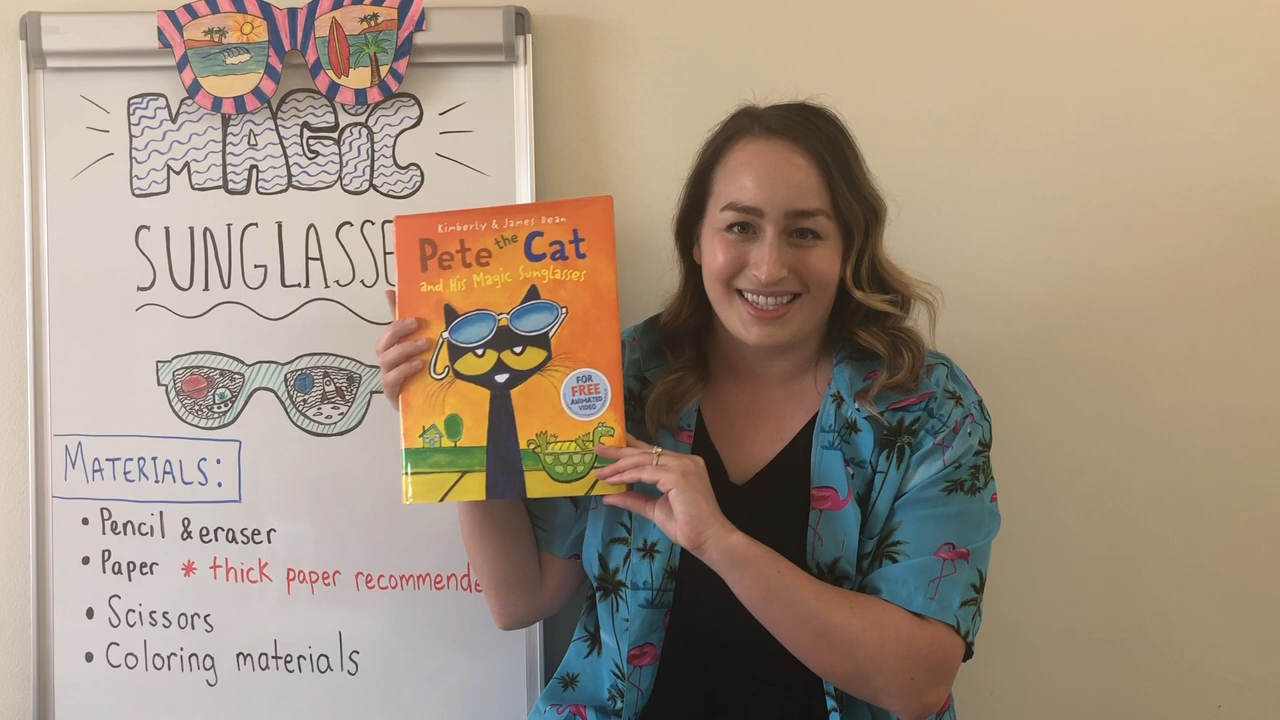 MAGiC
SUNGLASSE
MATERIALS:
• Pencil & eraser
• Paper * thick paper recommende
• Scissors
• Coloring materials
Kimberly & James Dean
Pete the Cat
and His Magic Sunglasses
FOR
FREE
ANIMATED
VIDEO